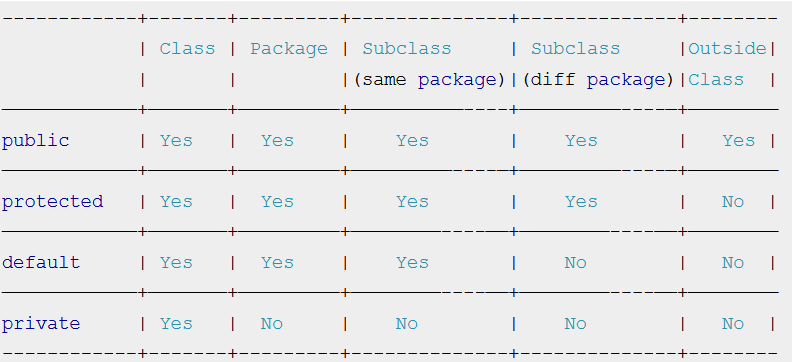 ------------+-------+---------+--------------+--------------+--------
            | Class | Package | Subclass     | Subclass     |Outside|
            |       |         |(same package)|(diff package)|Class  |
————————————+———————+—————————+——————————----+—————————-----+————————
public      | Yes   |  Yes    |    Yes       |    Yes       |   Yes |
————————————+———————+—————————+—————————-----+—————————-----+————————
protected   | Yes   |  Yes    |    Yes       |    Yes       |   No  |
————————————+———————+—————————+————————------+————————------+————————
default     | Yes   |  Yes    |    Yes       |    No        |   No  |
————————————+———————+—————————+————————------+————————------+————————
private     | Yes   |  No     |    No        |    No        |   No  |
------------+-------+---------+--------------+--------------+--------